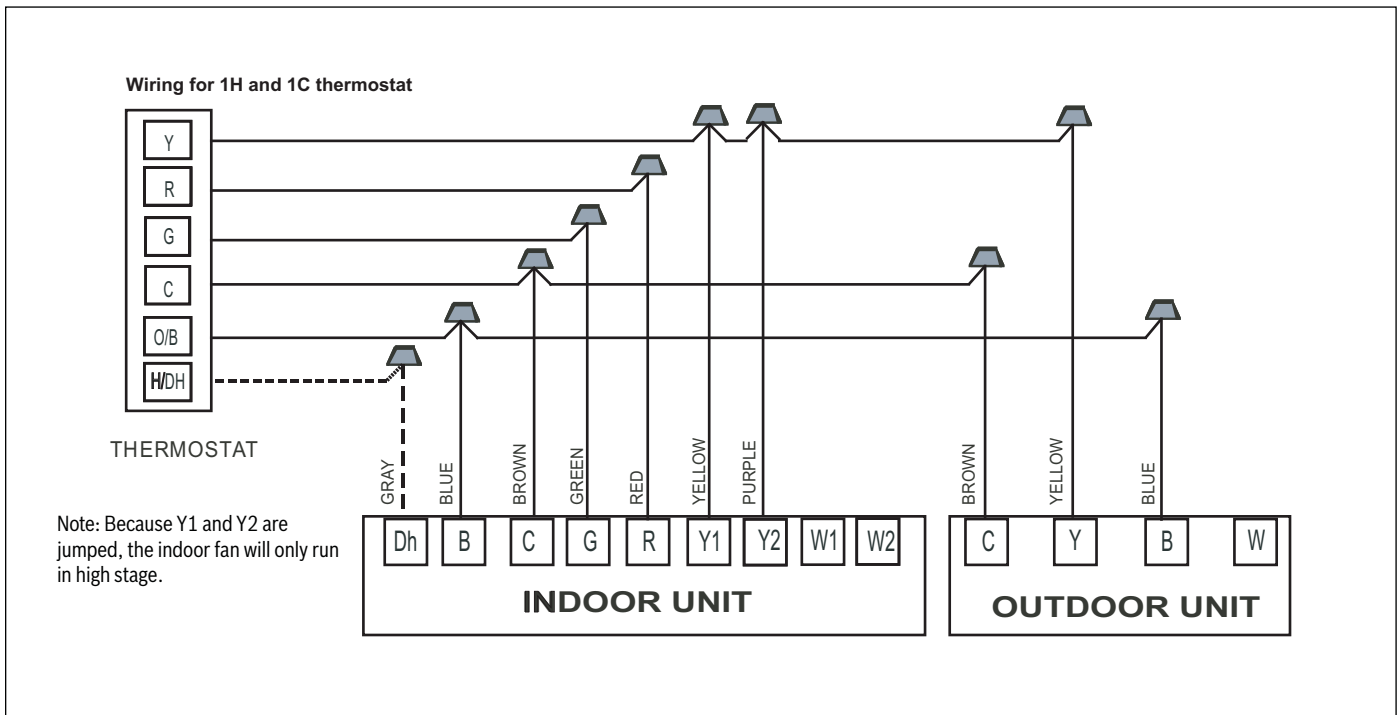 Wiring for 1H and 1C thermostat
Y
R
G
C
O/B
H/DH
THERMOSTAT
Note: Because Y1 and Y2 are
jumped, the indoor fan will only run
in high stage.
GRAY
BLUE
BROWN
GREEN
RED
YELLOW
PURPLE
BROWN
YELLOW
BLUE
Dh B C G R Y1 Y2 W1 W2
INDOOR UNIT
C Y B W
OUTDOOR UNIT